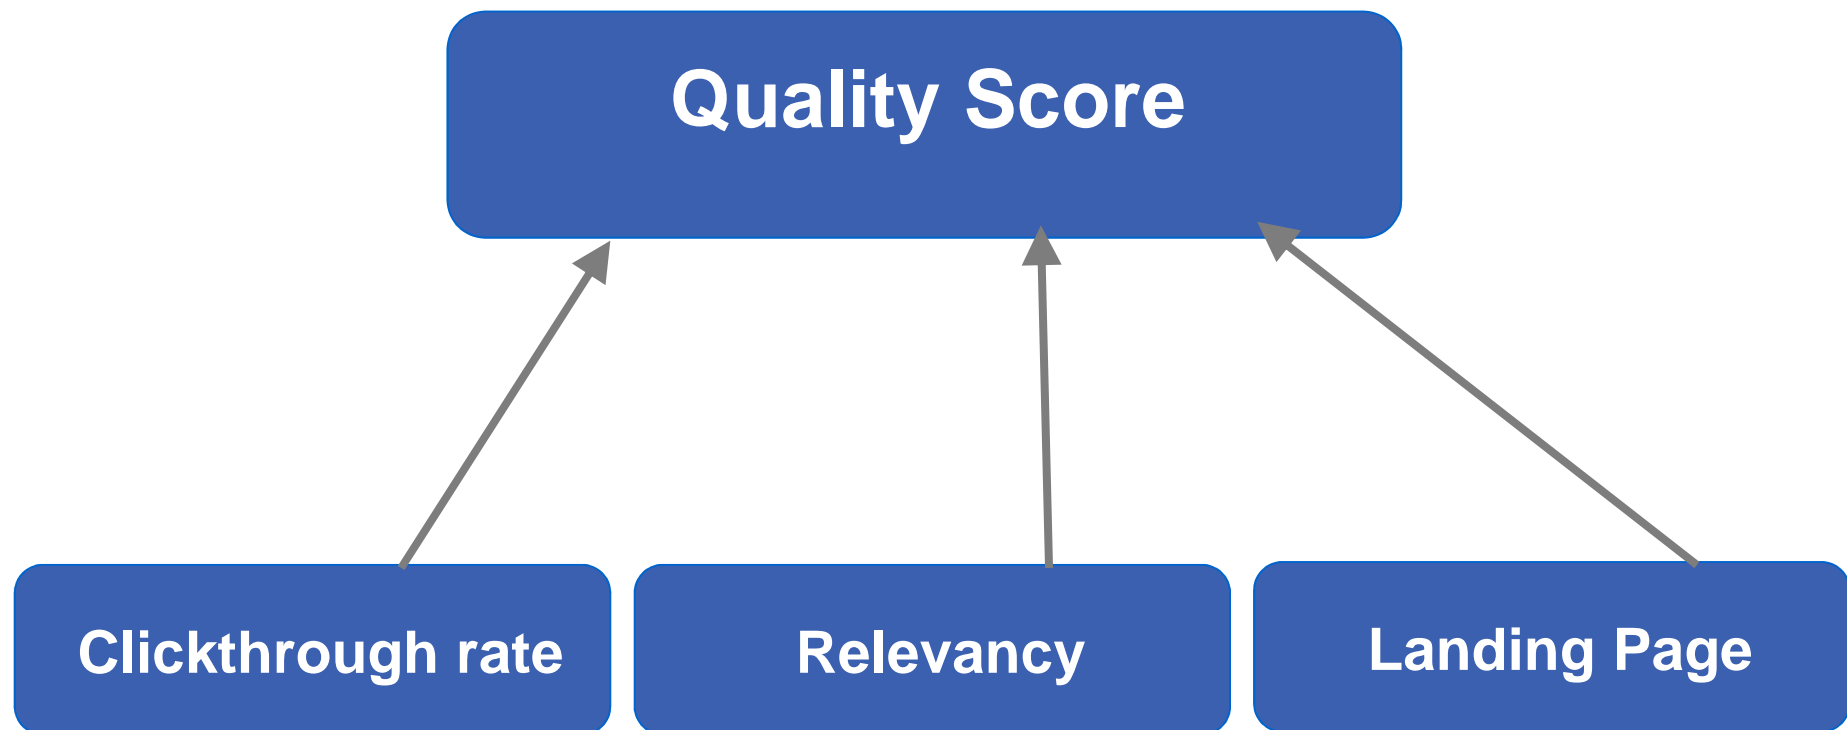 Quality Score
Clickthrough rate
Relevancy
Landing Page